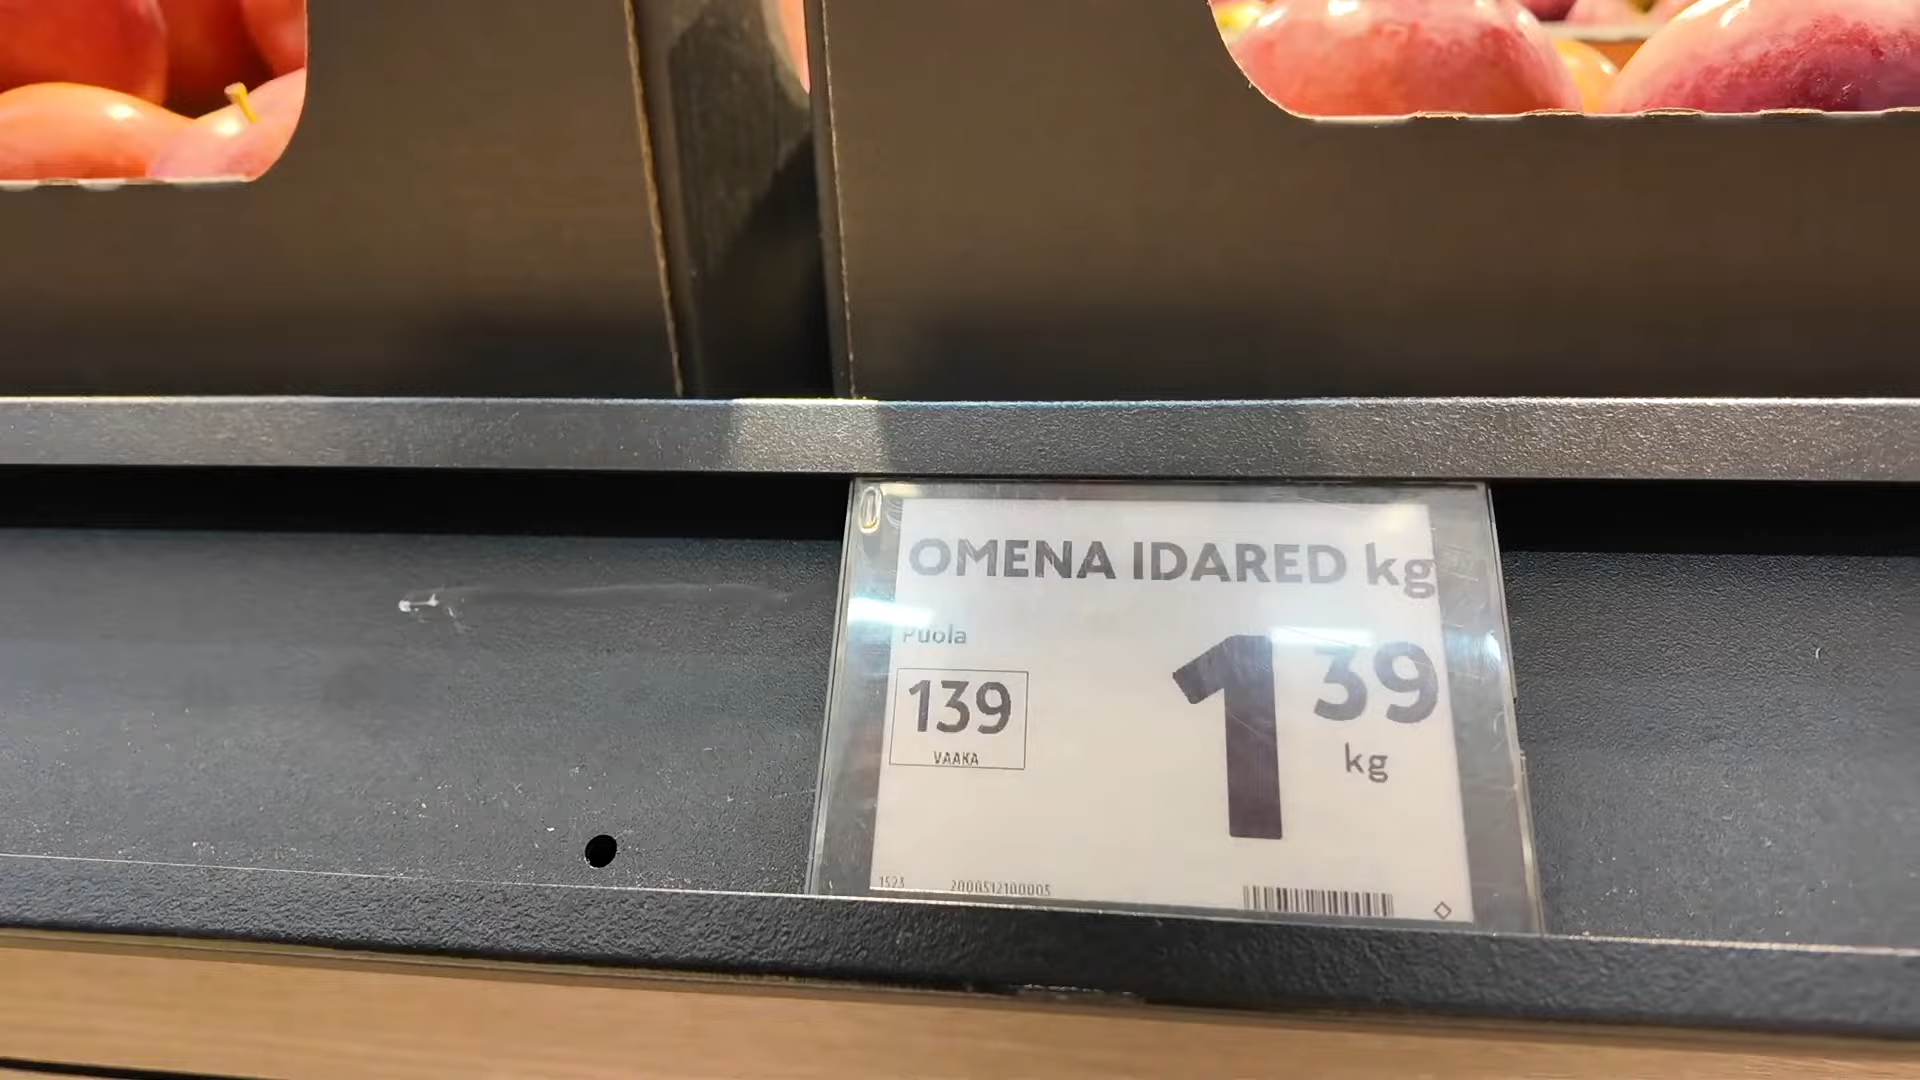 OMENA IDARED kg
Puola
139
VAAKA
1 39
kg
1523
2000512100005